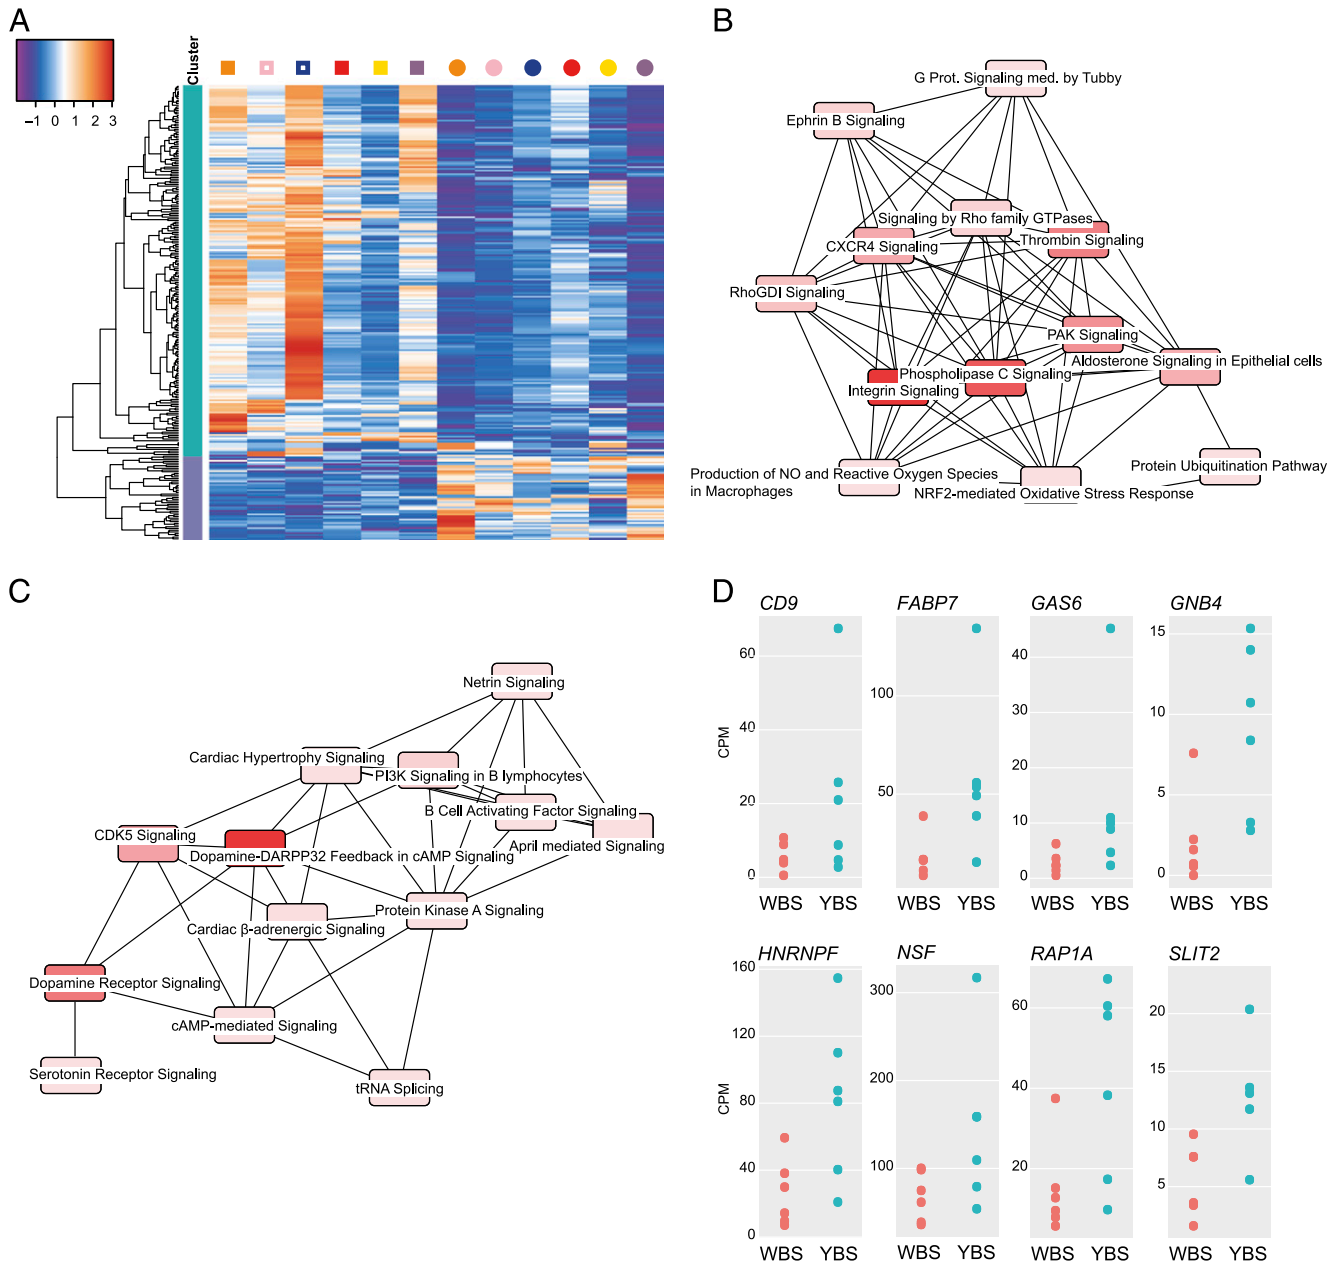 A
Cluster
−1 0 1 2 3
B
G Prot. Signaling med. by Tubby
Ephrin B Signaling
Signaling by Rho family GTPases
CXCR4 Signaling
Thrombin Signaling
RhoGDI Signaling
PAK Signaling
Aldosterone Signaling in Epithelial cells
Phospholipase C Signaling
Integrin Signaling
Protein Ubiquitination Pathway
Production of NO and Reactive Oxygen Species
in Macrophages
NRF2-mediated Oxidative Stress Response
C
Netrin Signaling
Cardiac Hypertrophy Signaling
PI3K Signaling in B lymphocytes
B Cell Activating Factor Signaling
CDK5 Signaling
April mediated Signaling
Dopamine-DARPP32 Feedback in cAMP Signaling
Protein Kinase A Signaling
Cardiac β-adrenergic Signaling
Dopamine Receptor Signaling
cAMP-mediated Signaling
Serotonin Receptor Signaling
tRNA Splicing
D
CD9
CPM
60
40
20
0
WBS YBS
FABP7
100
50
0
WBS YBS
GAS6
40
30
20
10
0
WBS YBS
GNB4
15
10
5
0
WBS YBS
HNRNPF
CPM
160
120
80
40
0
WBS YBS
NSF
300
200
100
WBS YBS
RAP1A
60
40
20
WBS YBS
SLIT2
20
15
10
5
WBS YBS